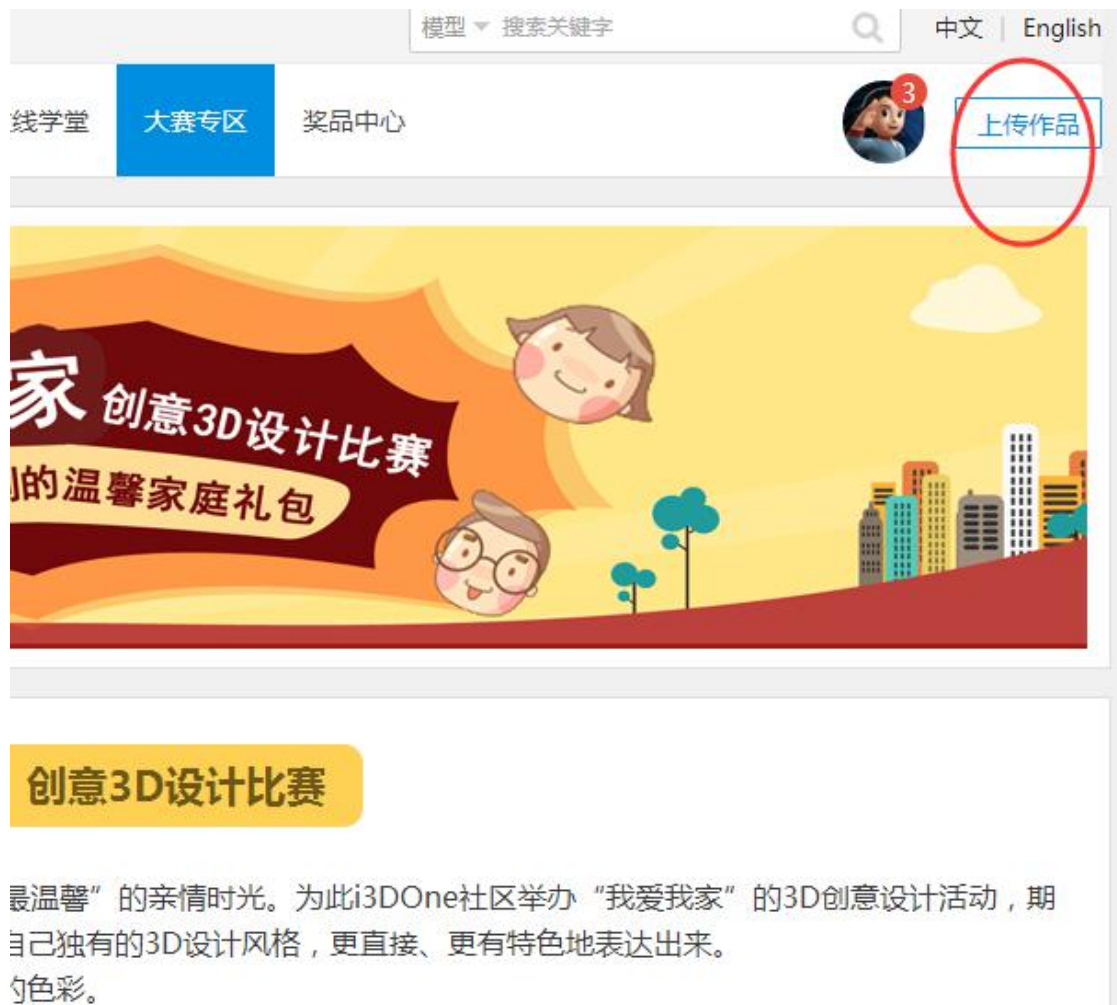 模型 搜索关键字 中文 | English
线学堂 大赛专区 奖品中心 3 上传作品
家 创意3D设计比赛
的温馨家庭礼包
创意3D设计比赛
最温馨”的亲情时光。为此i3DOne社区举办“我爱我家”的3D创意设计活动，期
自己独有的3D设计风格，更直接、更有特色地表达出来。
的色彩。